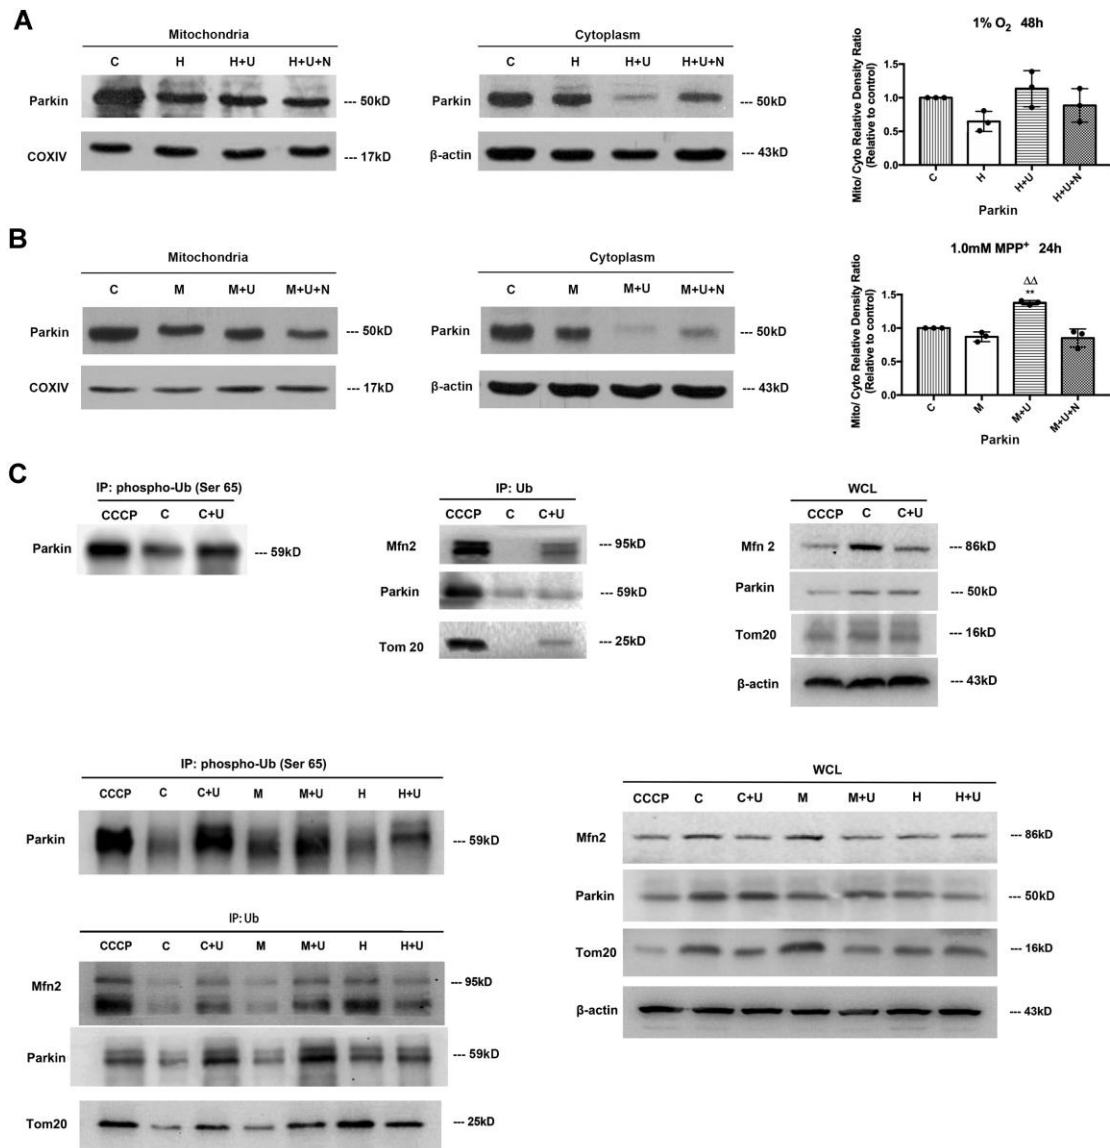 A
Mitochondria
C H H+U H+U+N
Parkin --- 50kD
COXIV --- 17kD
Cytoplasm
C H H+U H+U+N
Parkin --- 50kD
β-actin --- 43kD
1% O₂ 48h
Mito/ Cyto Relative Density Ratio
(Relative to control)
1.5
1.0
0.5
0.0
C H H+U H+U+N
Parkin
B
Mitochondria
C M M+U M+U+N
Parkin --- 50kD
COXIV --- 17kD
Cytoplasm
C M M+U M+U+N
Parkin --- 50kD
β-actin --- 43kD
1.0mM MPP⁺ 24h
Mito/ Cyto Relative Density Ratio
(Relative to control)
1.5
1.0
0.5
0.0
ΔΔ
**
C M M+U M+U+N
Parkin
C
IP: phospho-Ub (Ser 65)
CCCP C C+U
Parkin --- 59kD
IP: Ub
CCCP C C+U
Mfn2 --- 95kD
Parkin --- 59kD
Tom 20 --- 25kD
WCL
CCCP C C+U
Mfn 2 --- 86kD
Parkin --- 50kD
Tom20 --- 16kD
β-actin --- 43kD
IP: phospho-Ub (Ser 65)
CCCP C C+U M M+U H H+U
Parkin --- 59kD
IP: Ub
CCCP C C+U M M+U H H+U
Mfn2 --- 95kD
Parkin --- 59kD
Tom20 --- 25kD
WCL
CCCP C C+U M M+U H H+U
Mfn2 --- 86kD
Parkin --- 50kD
Tom20 --- 16kD
β-actin --- 43kD